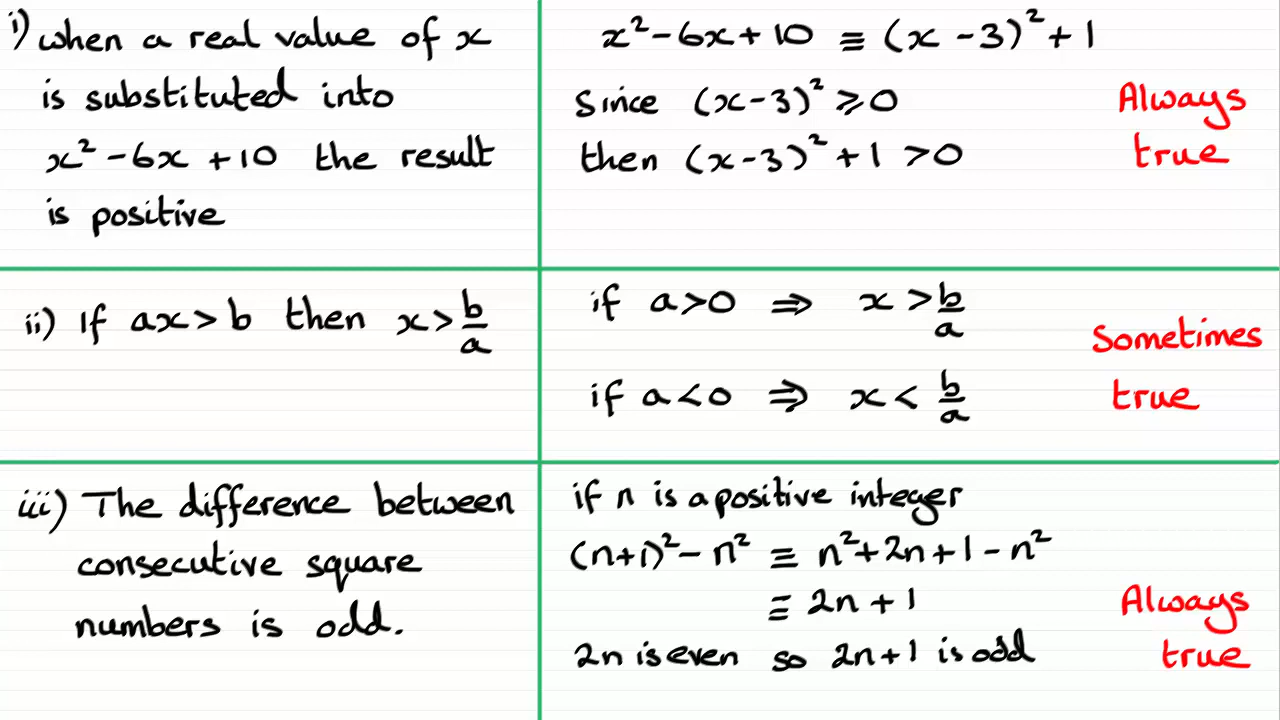 i) when a real value of x
is substituted into
x² - 6x + 10 the result
is positive
x² - 6x + 10 ≡ (x - 3)² + 1
Since (x - 3)² ⩾ 0
then (x - 3)² + 1 > 0
Always
true
ii) If ax > b then x > b/a
if a > 0 ⇒ x > b/a
if a < 0 ⇒ x < b/a
Sometimes
true
iii) The difference between
consecutive square
numbers is odd.
if n is a positive integer
(n+1)² - n² ≡ n² + 2n + 1 - n²
≡ 2n + 1
2n is even so 2n + 1 is odd
Always
true